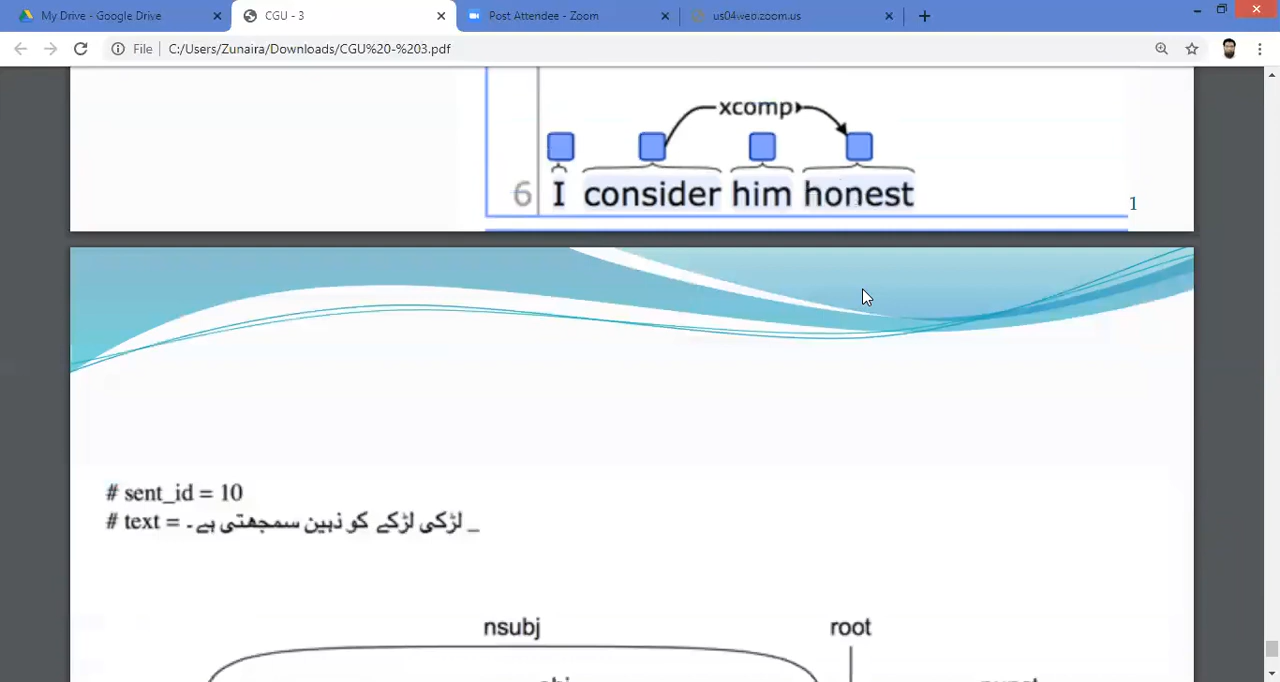 My Drive - Google Drive
CGU - 3
Post Attendee - Zoom
us04web.zoom.us
File
C:/Users/Zunaira/Downloads/CGU%20-%203.pdf
xcomp
6 I consider him honest
1
# sent_id = 10
# text = لڑکی لڑکے کو ذہین سمجھتی ہے۔ _
nsubj root